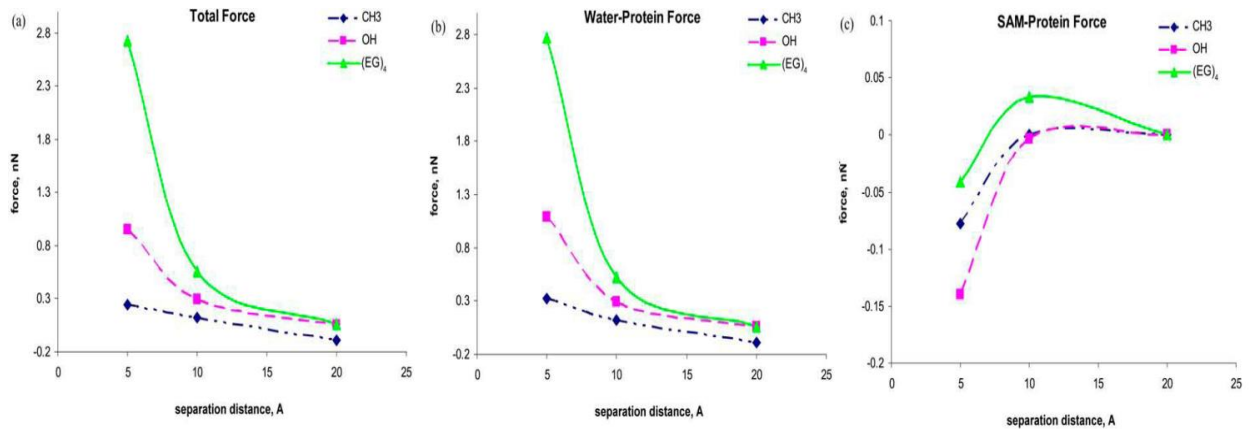 (a)
Total Force
CH3
OH
(EG)₄
2.8
2.3
1.8
1.3
0.8
0.3
-0.2
0
5
10
15
20
25
force, nN
separation distance, A
(b)
Water-Protein Force
CH3
OH
(EG)₄
2.8
2.3
1.8
1.3
0.8
0.3
-0.2
0
5
10
15
20
25
force, nN
separation distance, A
(c)
SAM-Protein Force
CH3
OH
(EG)₄
0.1
0.05
0
-0.05
-0.1
-0.15
-0.2
0
5
10
15
20
25
force, nN
separation distance, A